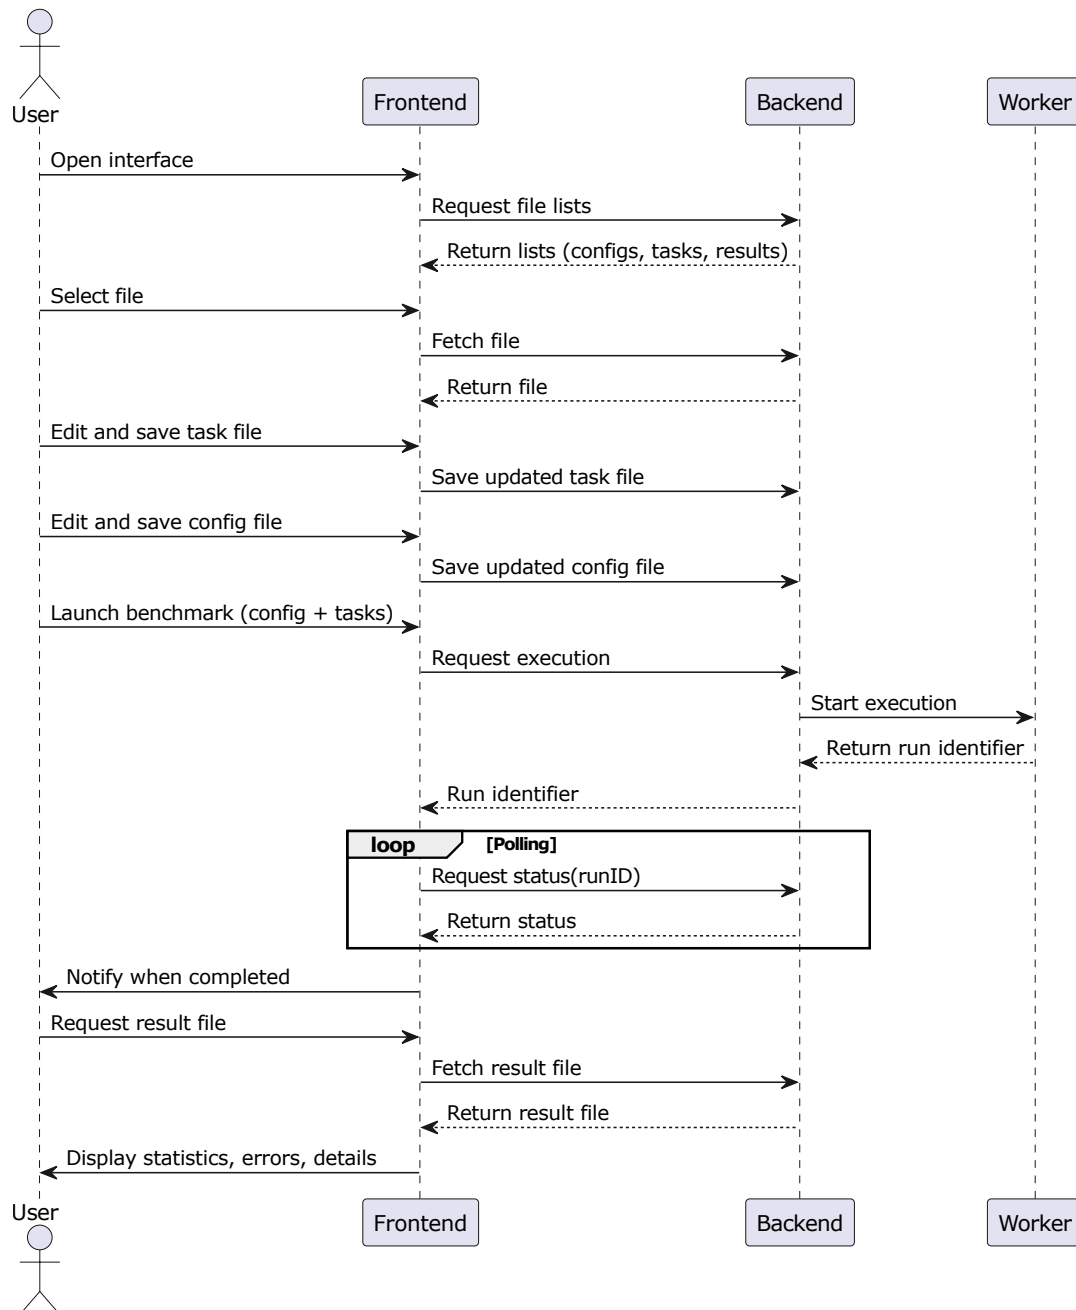 User
Frontend
Backend
Worker
Open interface
Request file lists
Return lists (configs, tasks, results)
Select file
Fetch file
Return file
Edit and save task file
Save updated task file
Edit and save config file
Save updated config file
Launch benchmark (config + tasks)
Request execution
Start execution
Return run identifier
Run identifier
loop
[Polling]
Request status(runID)
Return status
Notify when completed
Request result file
Fetch result file
Return result file
Display statistics, errors, details
User
Frontend
Backend
Worker